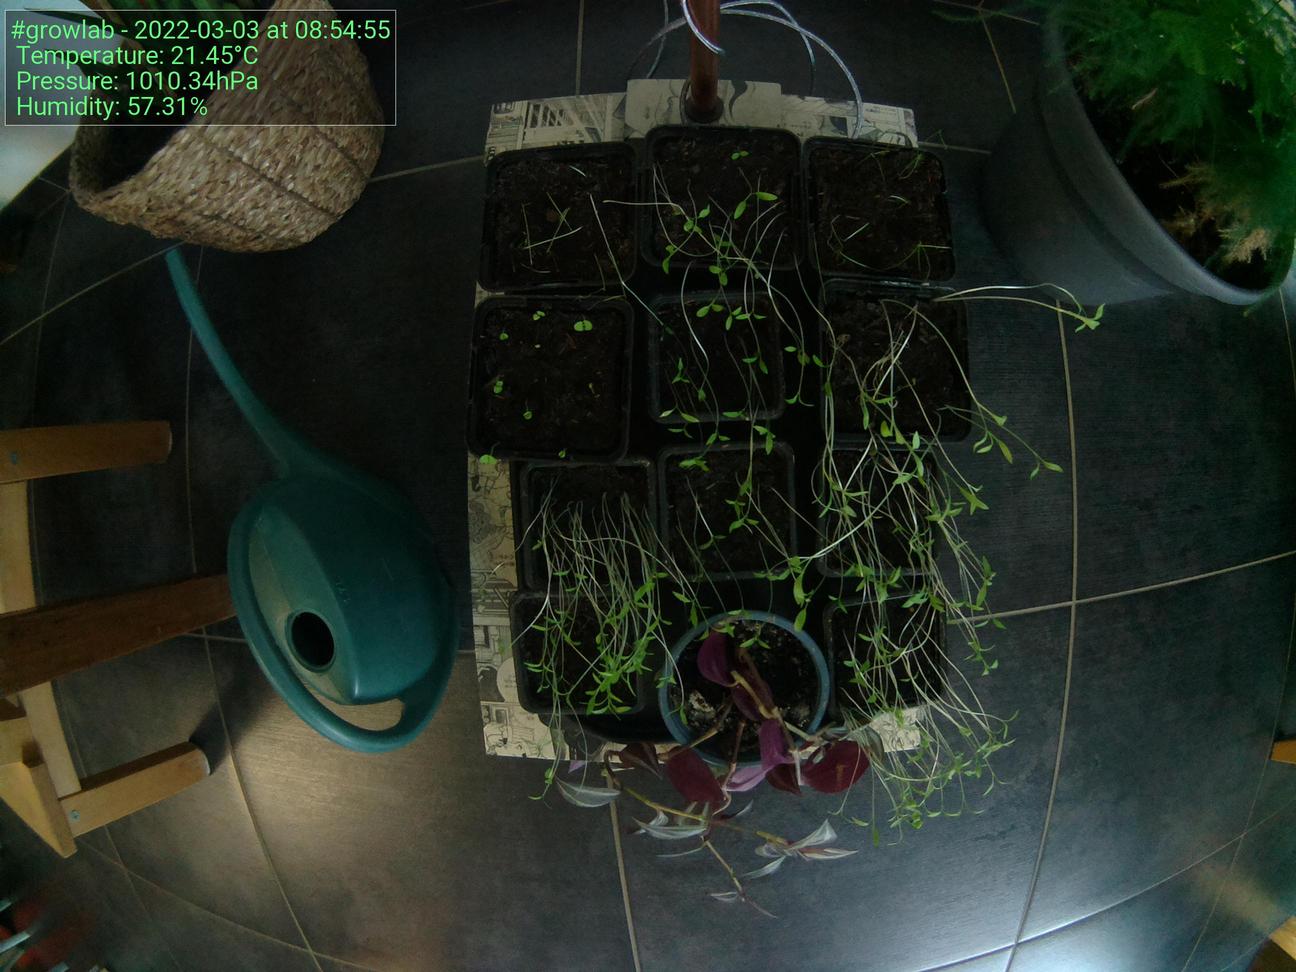 #growlab - 2022-03-03 at 08:54:55
Temperature: 21.45°C
Pressure: 1010.34hPa
Humidity: 57.31%